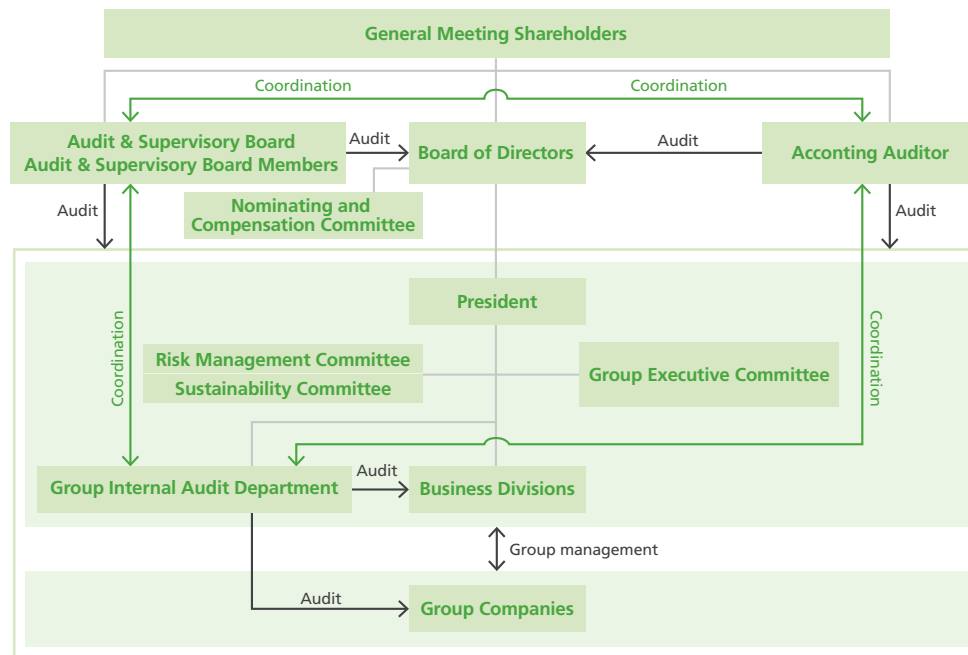 General Meeting Shareholders
Coordination
Coordination
Audit & Supervisory Board
Audit & Supervisory Board Members
Audit
Board of Directors
Audit
Acconting Auditor
Audit
Nominating and
Compensation Committee
Audit
President
Coordination
Risk Management Committee
Sustainability Committee
Group Executive Committee
Coordination
Group Internal Audit Department
Audit
Business Divisions
Group management
Audit
Group Companies